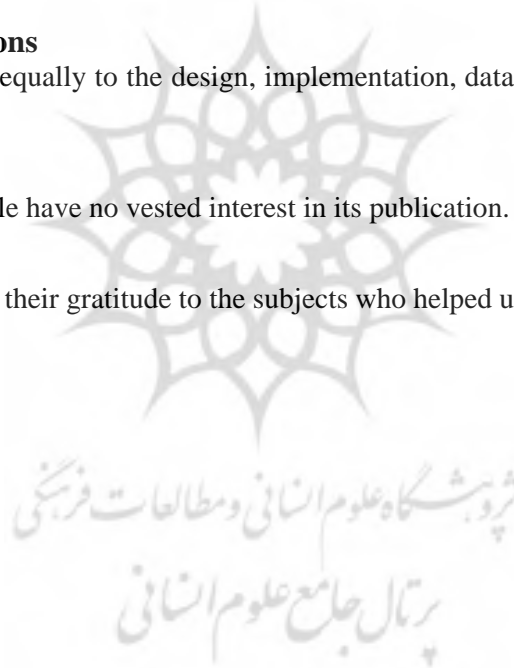 ons
equally to the design, implementation, data
le have no vested interest in its publication.
their gratitude to the subjects who helped u
پژوهشگاه علوم انسانی و مطالعات فرهنگی
پرتال جامع علوم انسانی